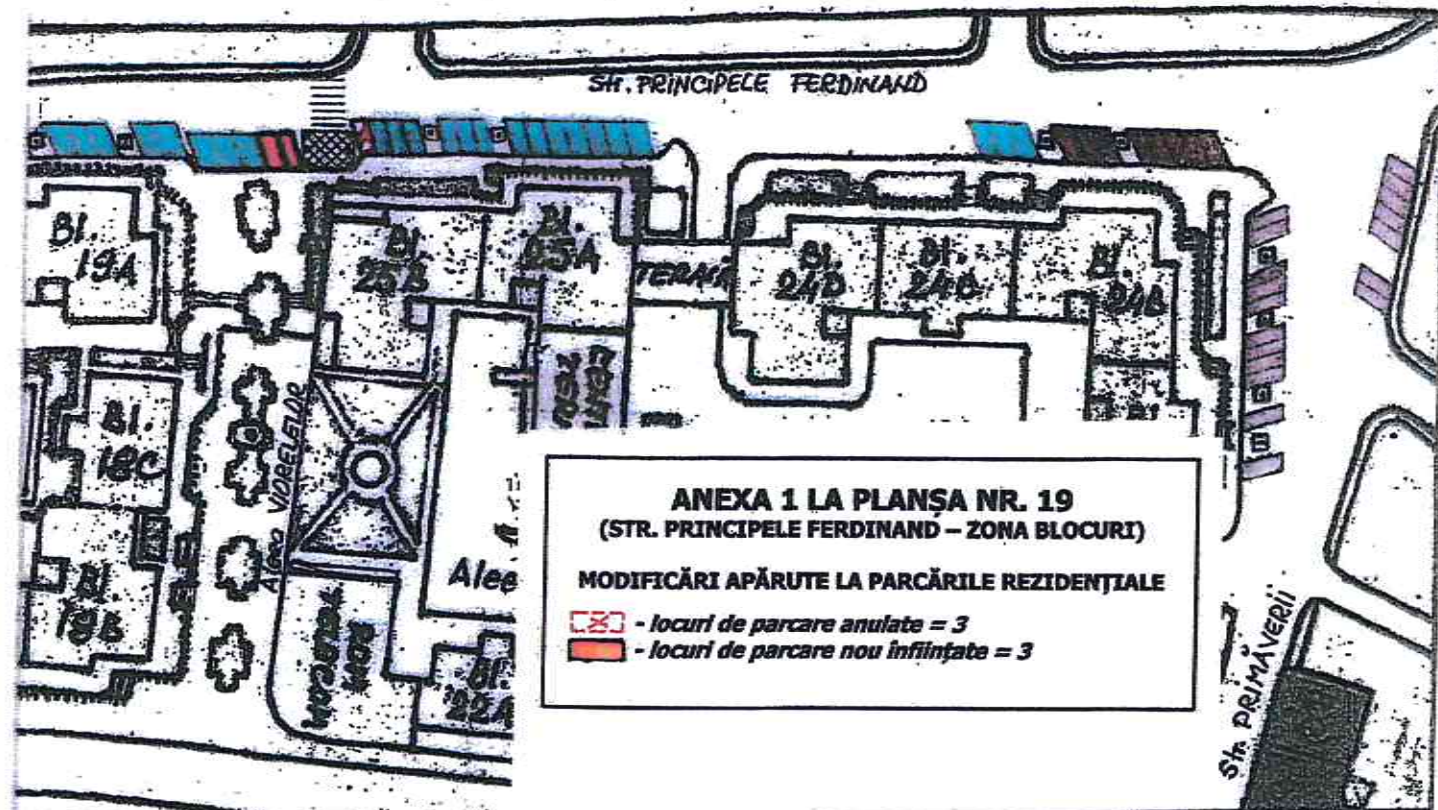 Str. PRINCIPELE FERDINAND
Bl.
19A
Bl.
25B
Bl.
25A
TERMĂ
Bl.
24D
Bl.
24C
Bl.
24B
Bl.
18C
Aleea VIORELELOR
Bl.
19B
Alee
Bl.
22A
ANEXA 1 LA PLANȘA NR. 19
(STR. PRINCIPELE FERDINAND – ZONA BLOCURI)
MODIFICĂRI APĂRUTE LA PARCĂRILE REZIDENȚIALE
- locuri de parcare anulate = 3
- locuri de parcare nou înființate = 3
Str. PRIMĂVERII